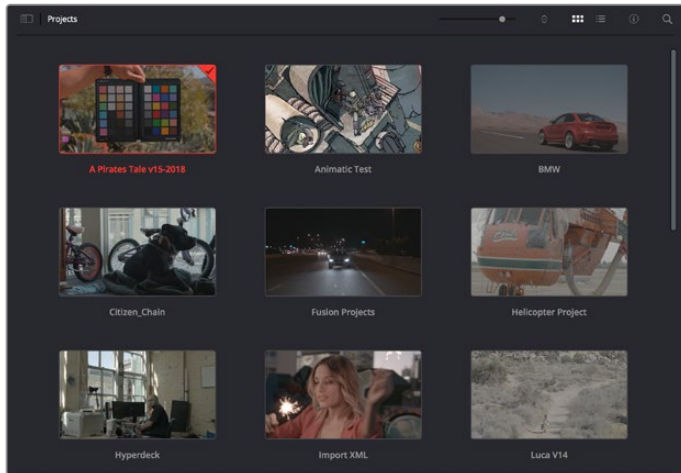 Projects
A Pirates Tale v15-2018
Animatic Test
BMW
Citizen_Chain
Fusion Projects
Helicopter Project
Hyperdeck
Import XML
Luca V14